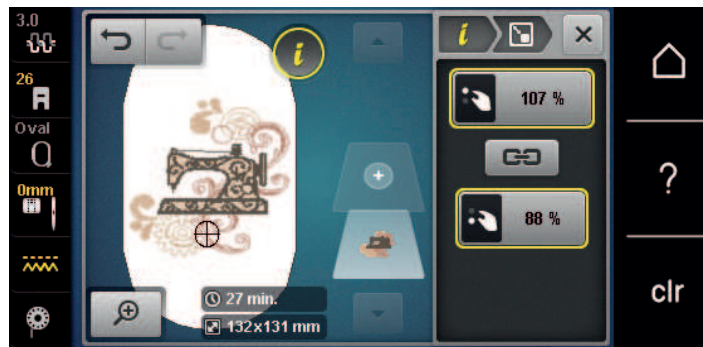 3.0
26
Oval
0mm
i
27 min.
132x131 mm
i
107 %
88 %
?
clr